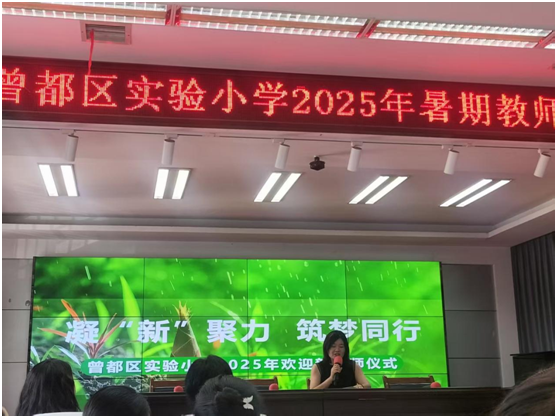 曾都区实验小学2025年暑期教师
凝“新”聚力 筑梦同行
曾都区实验小 2025年欢迎 师仪式